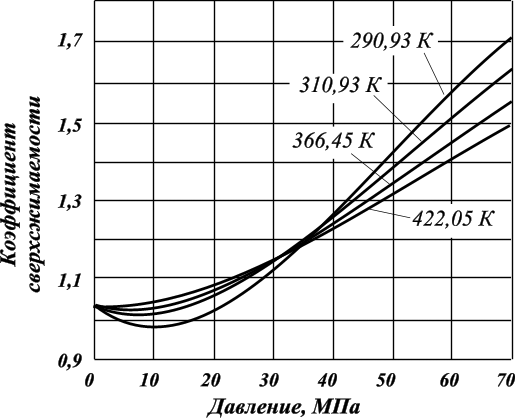 Коэффициент
сверхсжимаемости
1,7
1,5
1,3
1,1
0,9
290,93 К
310,93 К
366,45 К
422,05 К
0 10 20 30 40 50 60 70
Давление, МПа